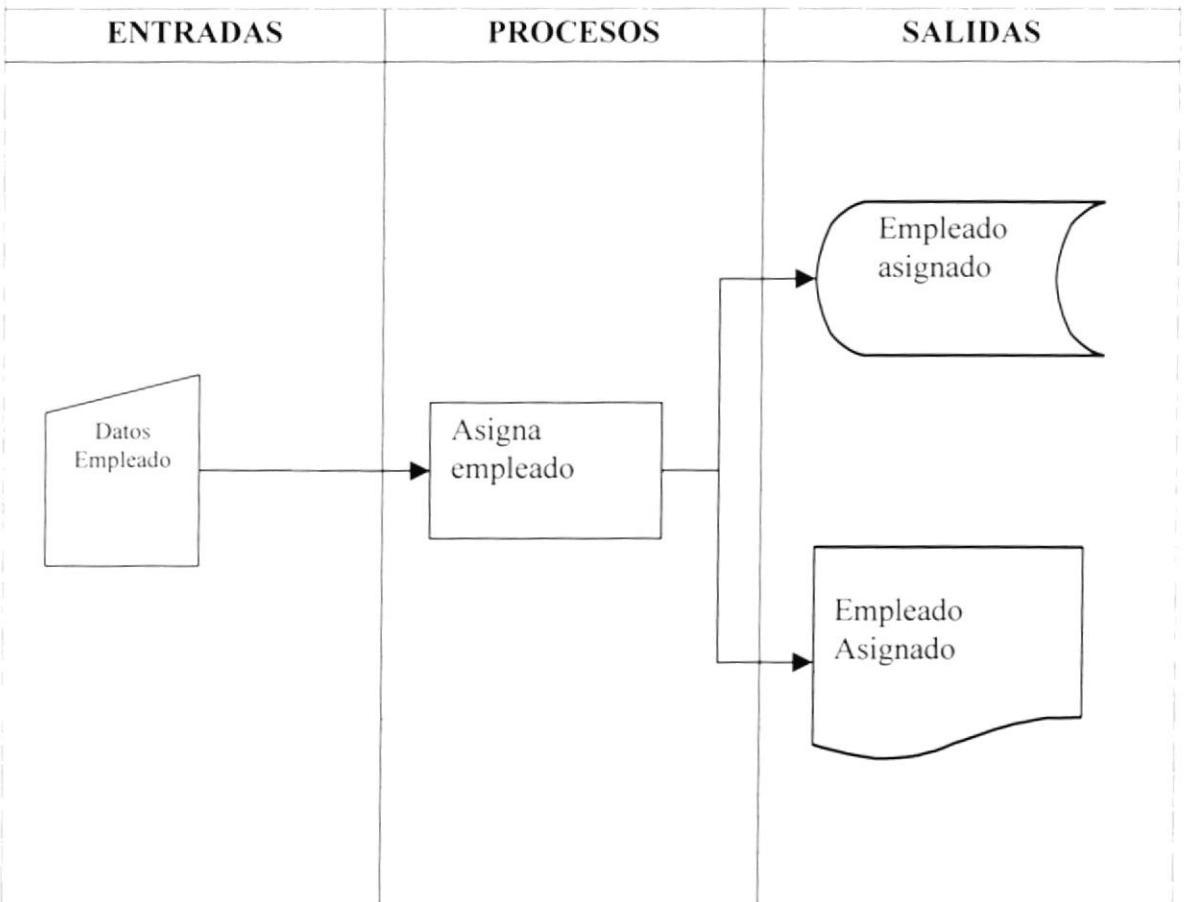 ENTRADAS
PROCESOS
SALIDAS
Datos
Empleado
Asigna
empleado
Empleado
asignado
Empleado
Asignado